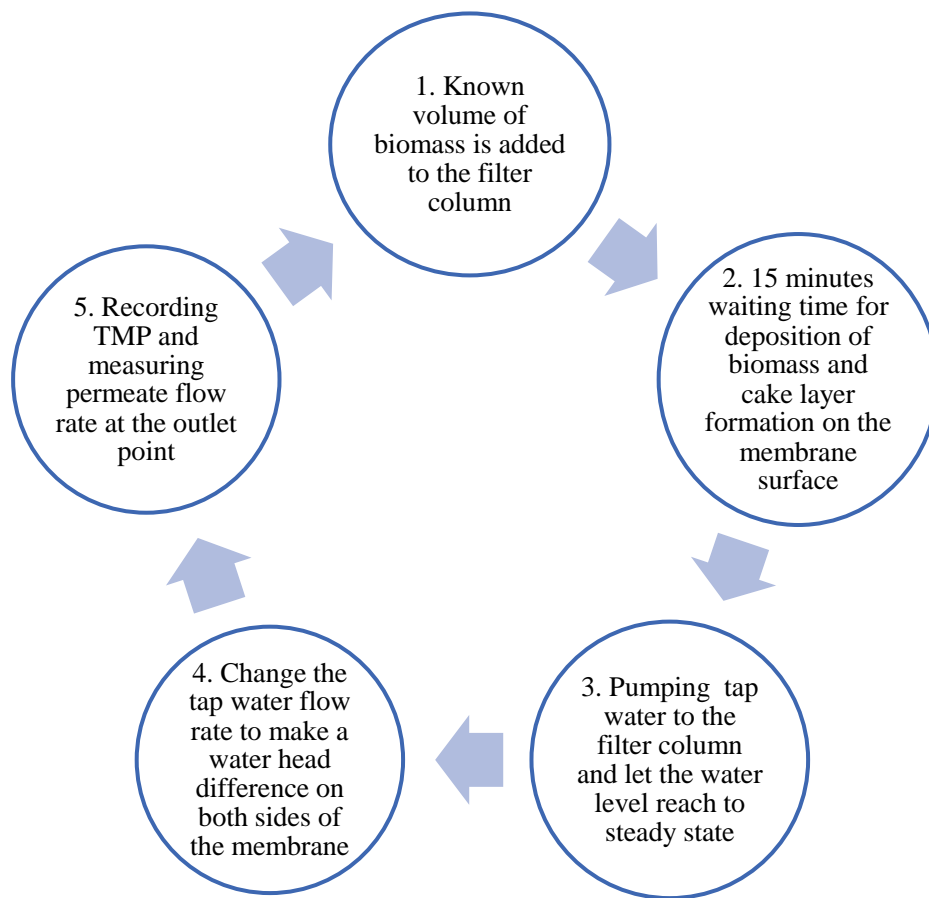 1. Known
volume of
biomass is added
to the filter
column
2. 15 minutes
waiting time for
deposition of
biomass and
cake layer
formation on the
membrane
surface
3. Pumping tap
water to the
filter column
and let the water
level reach to
steady state
4. Change the
tap water flow
rate to make a
water head
difference on
both sides of
the membrane
5. Recording
TMP and
measuring
permeate flow
rate at the outlet
point